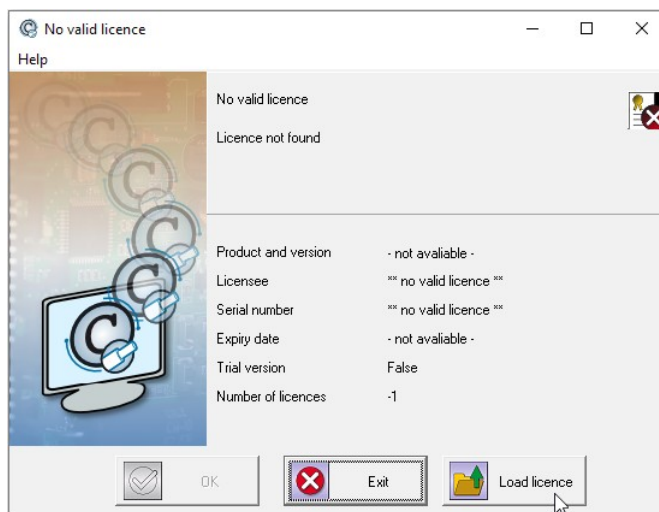 No valid licence
Help
No valid licence
Licence not found
Product and version - not avaliable -
Licensee ** no valid licence **
Serial number ** no valid licence **
Expiry date - not avaliable -
Trial version False
Number of licences -1
OK Exit Load licence